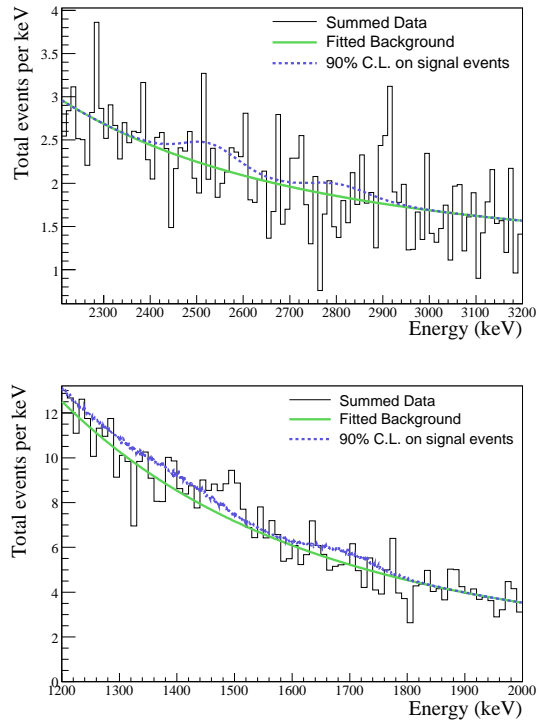 Total events per keV
4
3.5
3
2.5
2
1.5
1
Summed Data
Fitted Background
90% C.L. on signal events
2300 2400 2500 2600 2700 2800 2900 3000 3100 3200
Energy (keV)
Total events per keV
12
10
8
6
4
2
0
Summed Data
Fitted Background
90% C.L. on signal events
1200 1300 1400 1500 1600 1700 1800 1900 2000
Energy (keV)